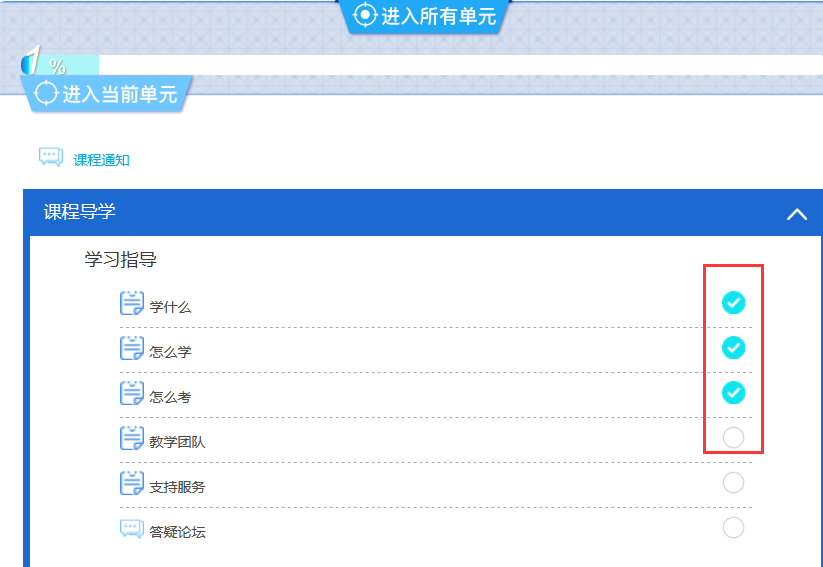 进入所有单元
1%
进入当前单元
课程通知
课程导学
学习指导
学什么
怎么学
怎么考
教学团队
支持服务
答疑论坛